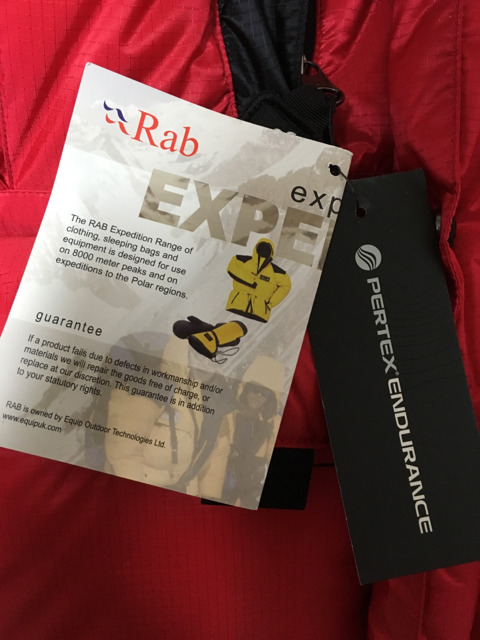 Rab
exp
EXPE
The RAB Expedition Range of
clothing, sleeping bags and
equipment is designed for use
on 8000 meter peaks and on
expeditions to the Polar regions.
guarantee
If a product fails due to defects in workmanship and/or
materials we will repair the goods free of charge, or
replace at our discretion. This guarantee is in addition
to your statutory rights.
RAB is owned by Equip Outdoor Technologies Ltd.
www.equipuk.com
PERTEX® ENDURANCE